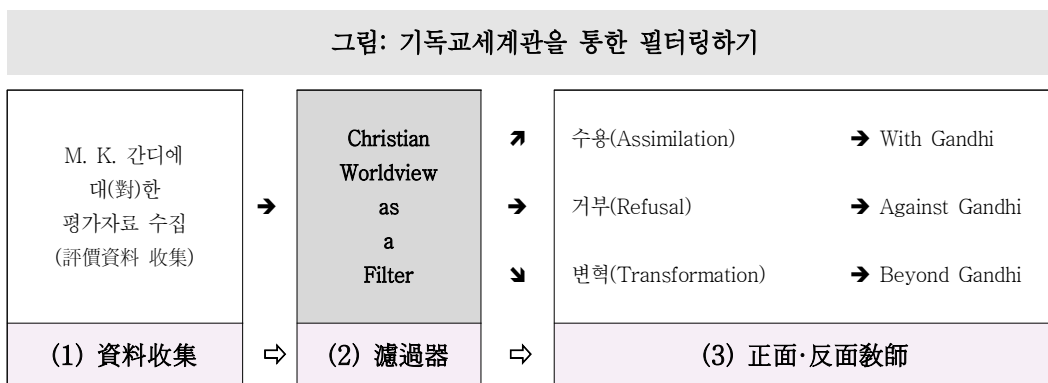 그림: 기독교세계관을 통한 필터링하기
M. K. 간디에
대(對)한
평가자료 수집
(評價資料 收集)
➔
Christian
Worldview
as
a
Filter
➔ 수용(Assimilation) ➔ With Gandhi
➔ 거부(Refusal) ➔ Against Gandhi
➔ 변혁(Transformation) ➔ Beyond Gandhi
(1) 資料收集 ⇨ (2) 濾過器 ⇨ (3) 正面·反面敎師